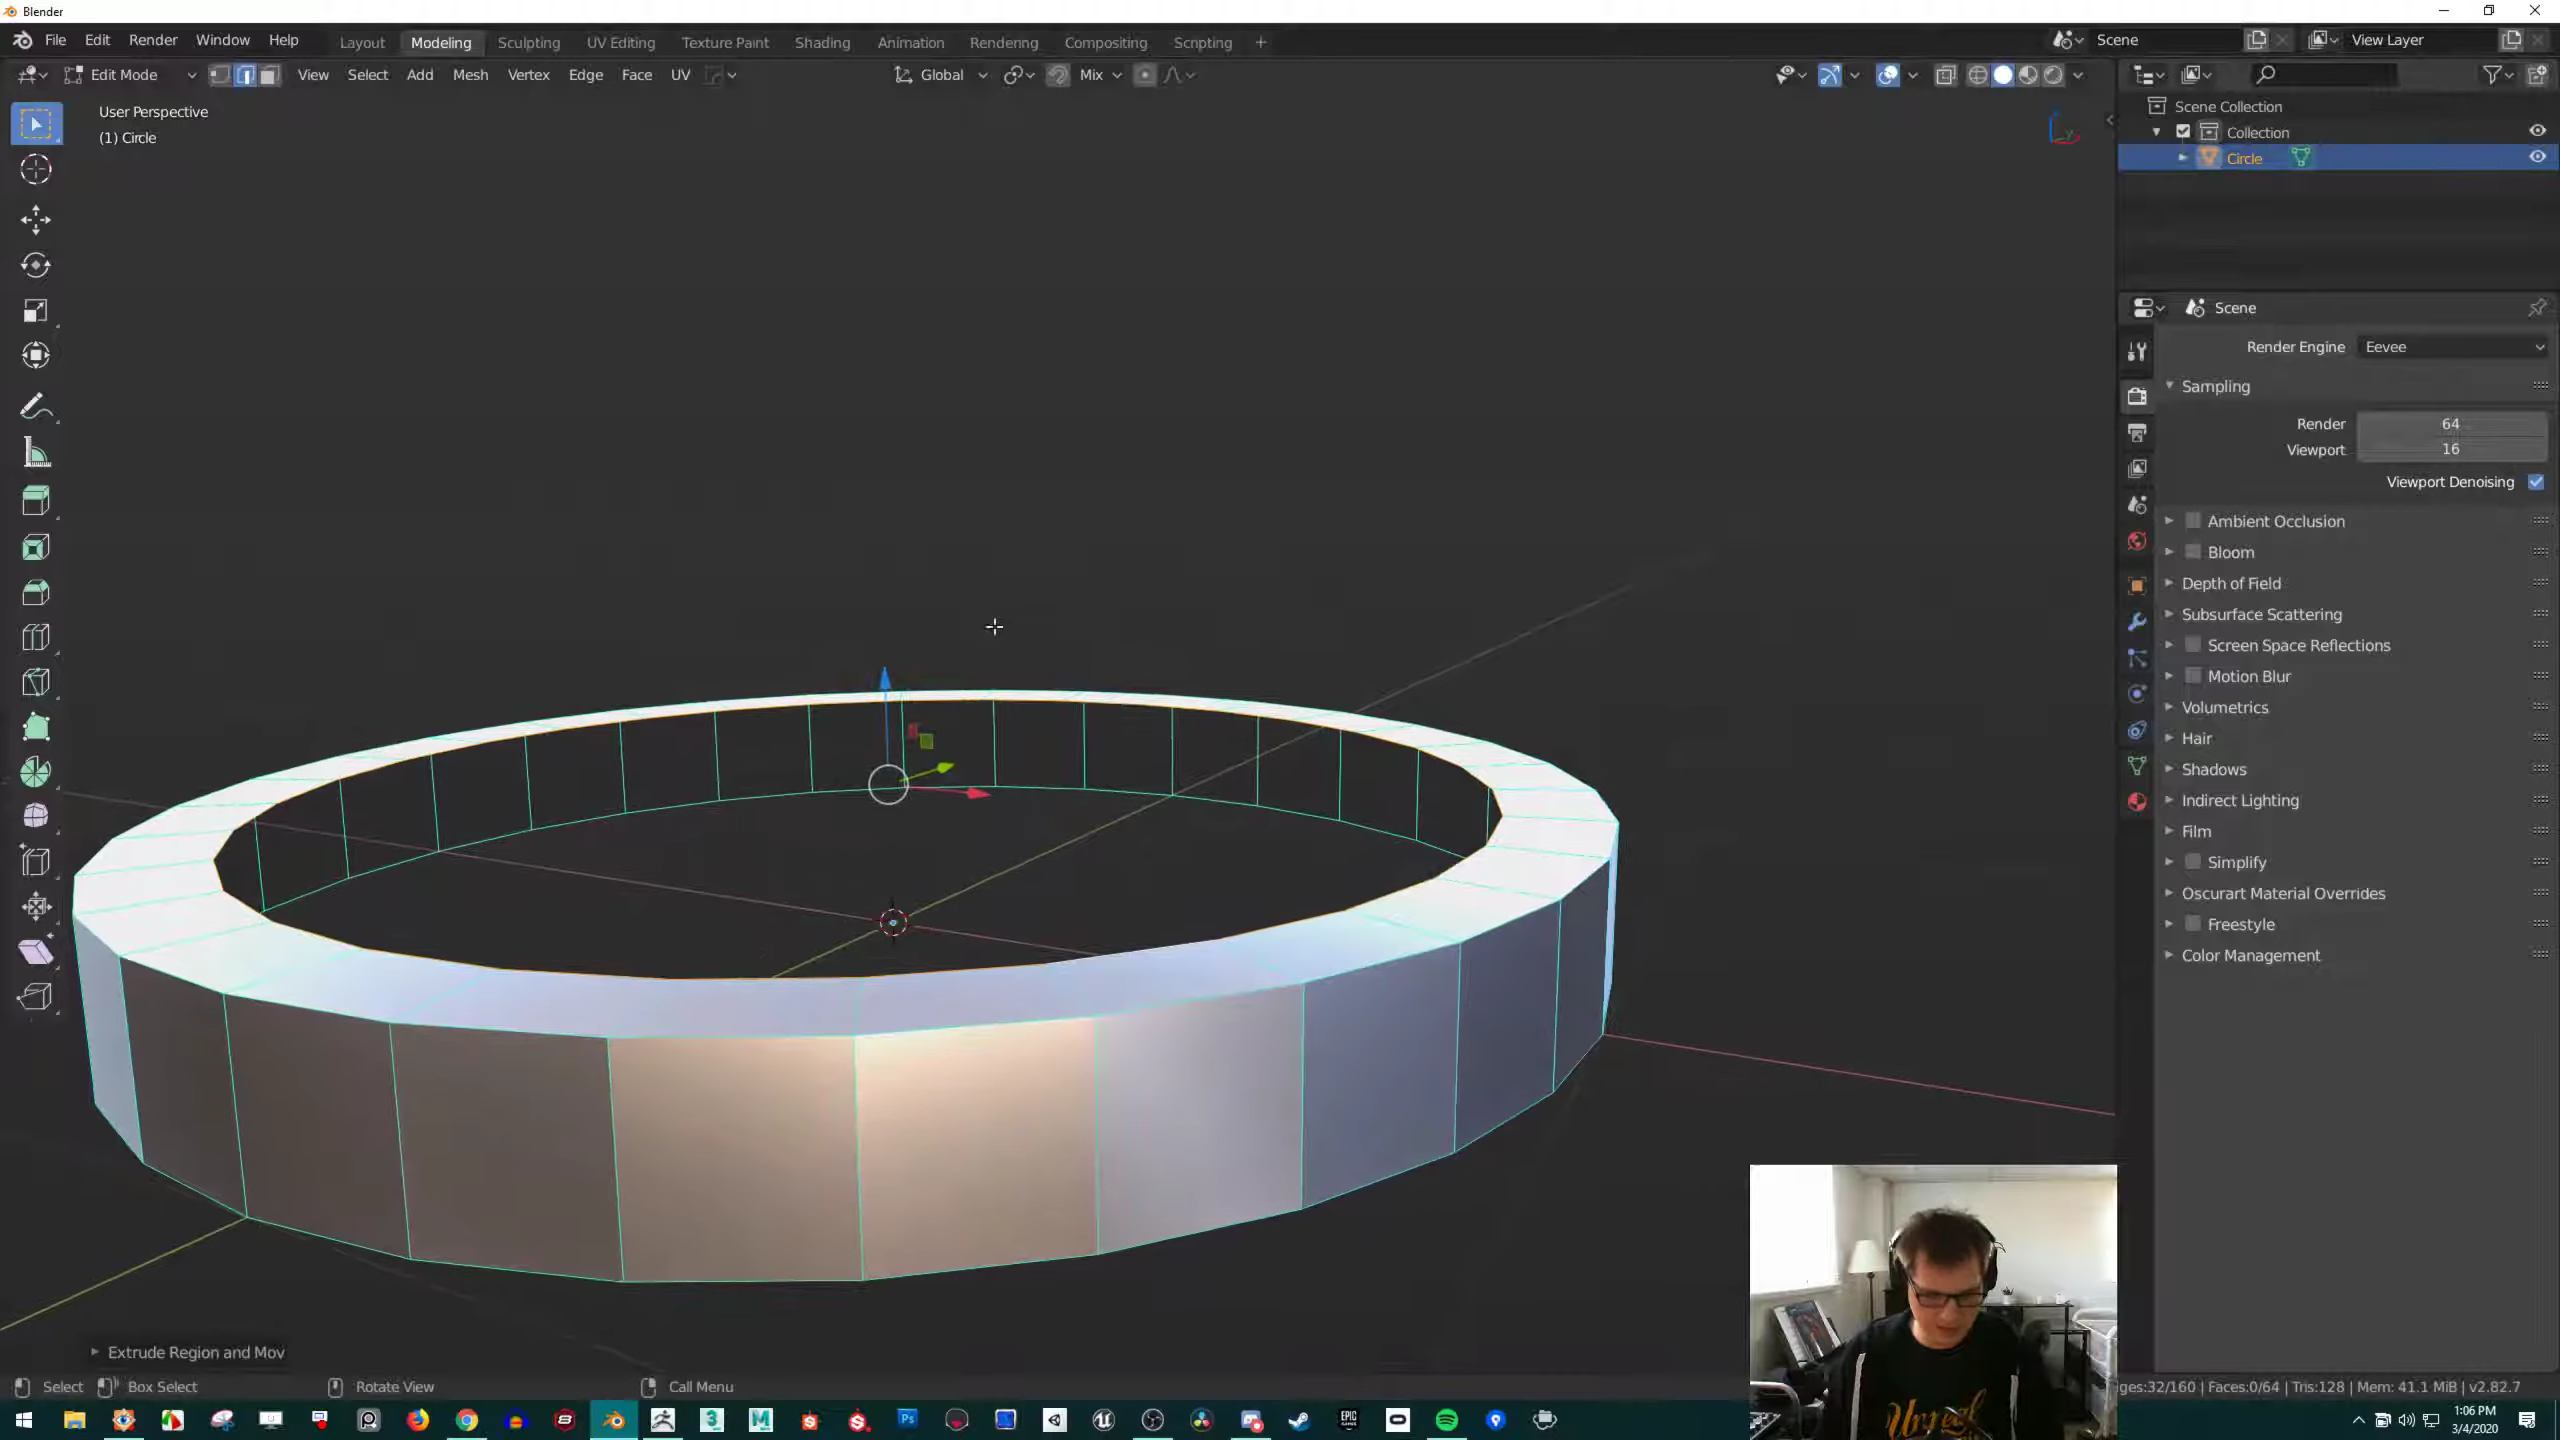 Blender
File Edit Render Window Help Layout Modeling Sculpting UV Editing Texture Paint Shading Animation Rendering Compositing Scripting + Scene View Layer
Edit Mode View Select Add Mesh Vertex Edge Face UV Global Mix
User Perspective
(1) Circle
Scene Collection
Collection
Circle
Scene
Render Engine Eevee
Sampling
Render 64
Viewport 16
Viewport Denoising
Ambient Occlusion
Bloom
Depth of Field
Subsurface Scattering
Screen Space Reflections
Motion Blur
Volumetrics
Hair
Shadows
Indirect Lighting
Film
Simplify
Oscurart Material Overrides
Freestyle
Color Management
Extrude Region and Mov
Select Box Select Rotate View Call Menu
ges:32/160 | Faces:0/64 | Tris:128 | Mem: 41.1 MiB | v2.82.7
Unreal
Ps
EPIC
GAMES
1:06 PM
3/4/2020